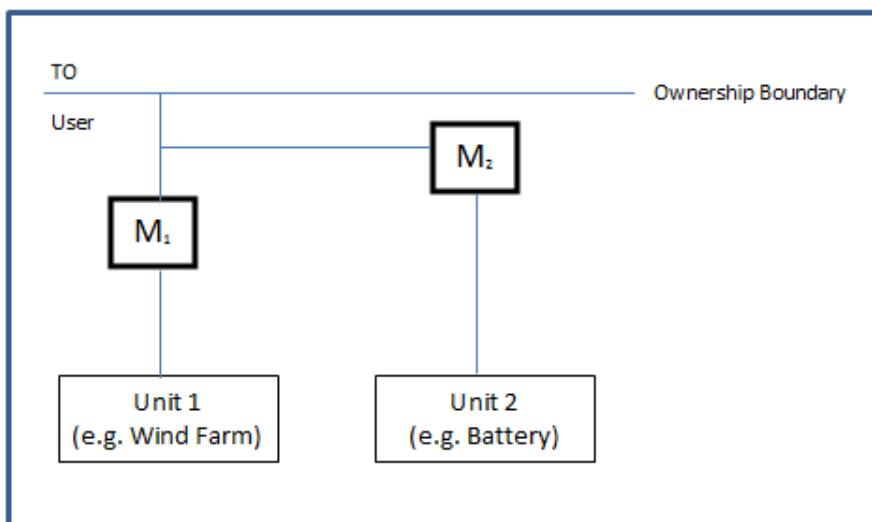 TO
Ownership Boundary
User
M₂
M₁
Unit 1
(e.g. Wind Farm)
Unit 2
(e.g. Battery)